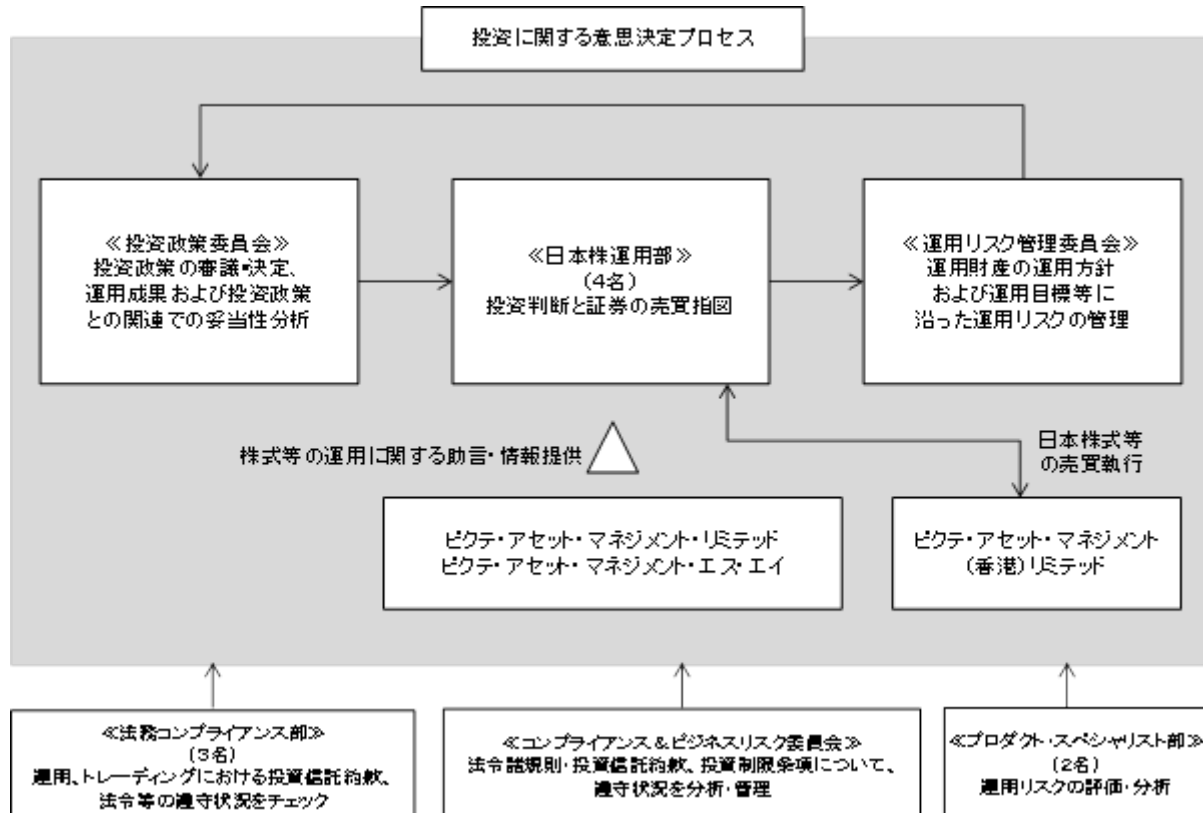 投資に関する意思決定プロセス
≪投資政策委員会≫
投資政策の審議・決定、
運用成果および投資政策
との関連での妥当性分析
≪日本株運用部≫
(4名)
投資判断と証券の売買指図
≪運用リスク管理委員会≫
運用財産の運用方針
および運用目標等に
沿った運用リスクの管理
株式等の運用に関する助言・情報提供
日本株式等
の売買執行
ピクテ・アセット・マネジメント・リミテッド
ピクテ・アセット・マネジメント・エス・エイ
ピクテ・アセット・マネジメント
(香港)リミテッド
≪法務コンプライアンス部≫
(3名)
運用、トレーディングにおける投資信託約款、
法令等の遵守状況をチェック
≪コンプライアンス&ビジネスリスク委員会≫
法令諸規則・投資信託約款、投資制限条項について、
遵守状況を分析・管理
≪プロダクト・スペシャリスト部≫
(2名)
運用リスクの評価・分析